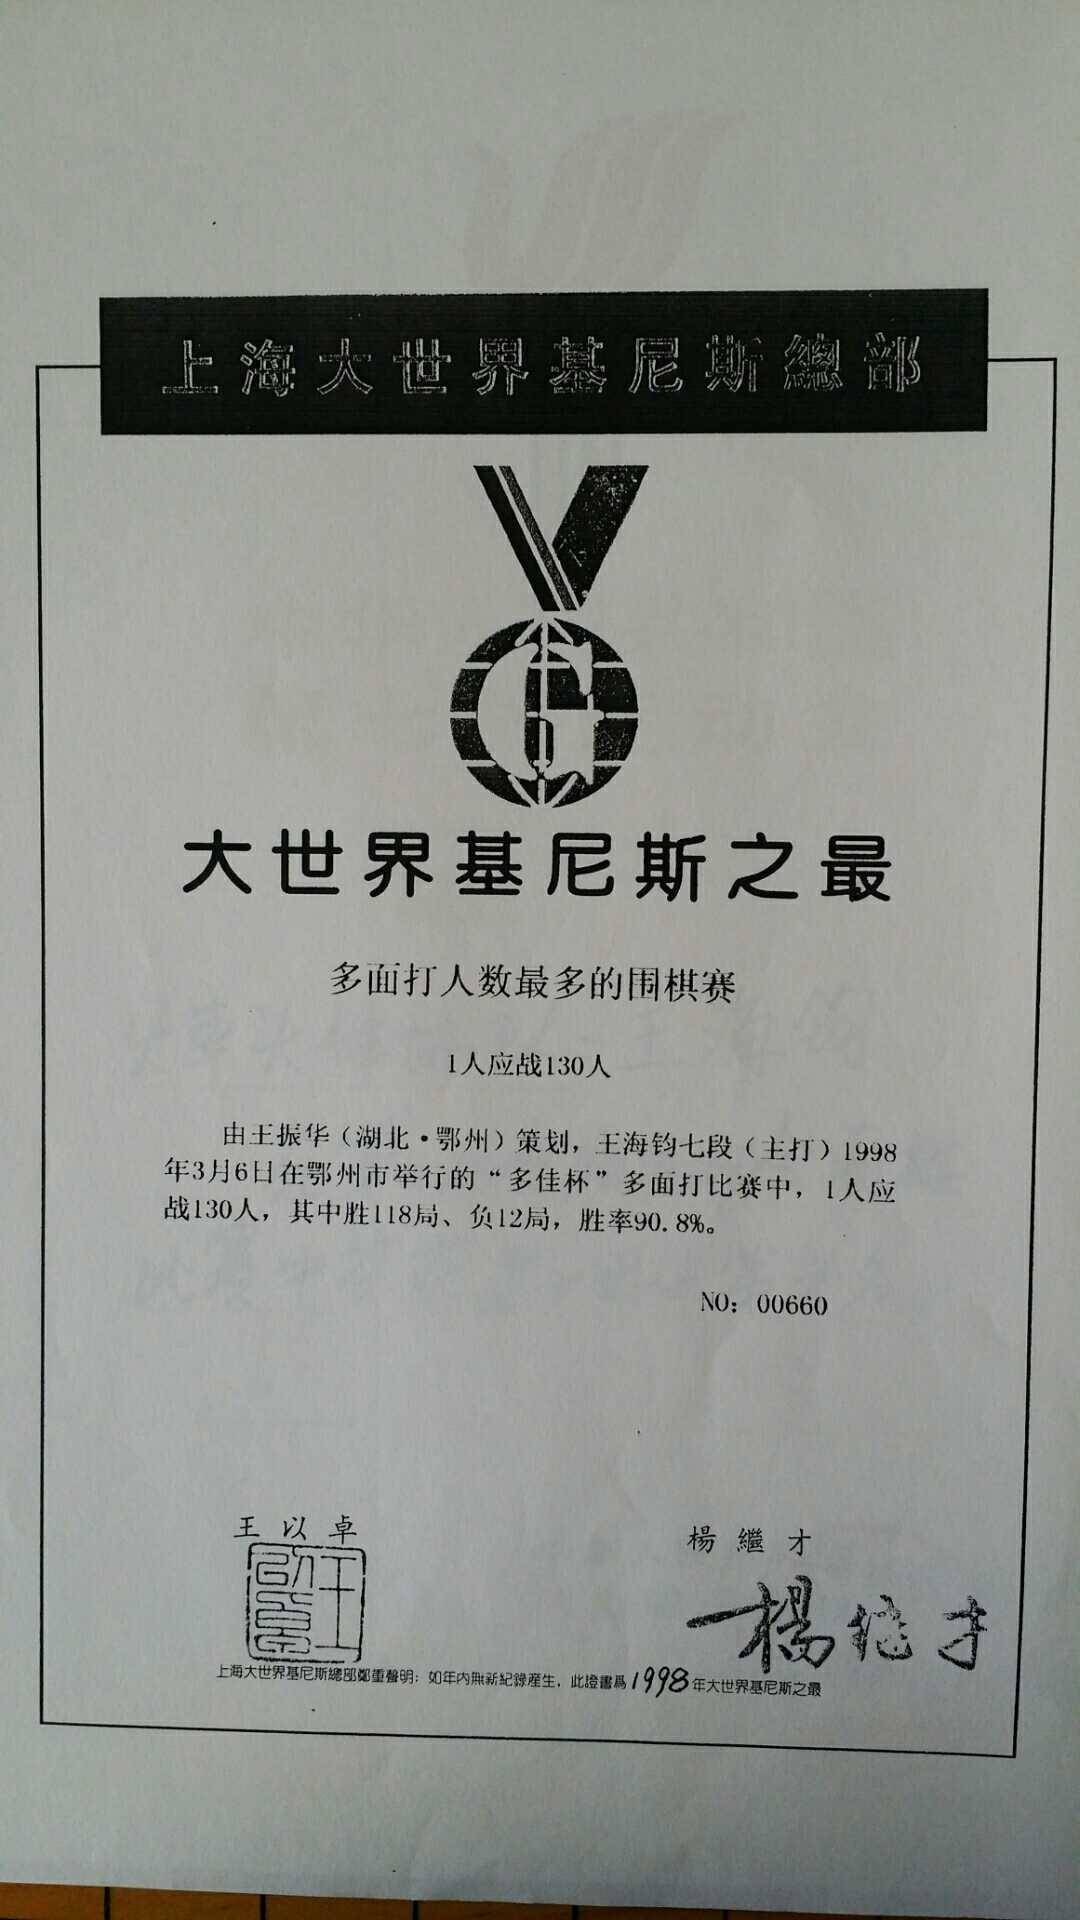 上海大世界基尼斯總部
G
大世界基尼斯之最
多面打人数最多的围棋赛
1人应战130人
由王振华(湖北·鄂州)策划，王海钧七段(主打)1998
年3月6日在鄂州市举行的“多佳杯”多面打比赛中，1人应
战130人，其中胜118局、负12局，胜率90.8%。
NO：00660
王以卓
楊繼才
楊继才
上海大世界基尼斯總部鄭重聲明：如年内無新紀錄産生，此證書爲1998年大世界基尼斯之最